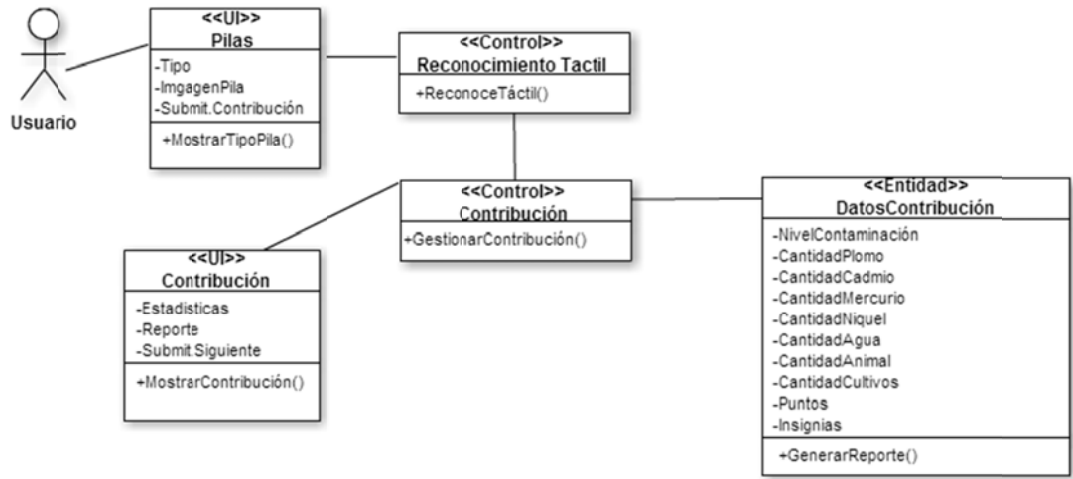 Usuario
<<UI>>
Pilas
-Tipo
-ImgagenPila
-Submit.Contribución
+MostrarTipoPila()
<<Control>>
Reconocimiento Tactil
+ReconoceTáctil()
<<Control>>
Contribución
+GestionarContribución()
<<UI>>
Contribución
-Estadisticas
-Reporte
-Submit.Siguiente
+MostrarContribución()
<<Entidad>>
DatosContribución
-NivelContaminación
-CantidadPlomo
-CantidadCadmio
-CantidadMercurio
-CantidadNiquel
-CantidadAgua
-CantidadAnimal
-CantidadCultivos
-Puntos
-Insignias
+GenerarReporte()